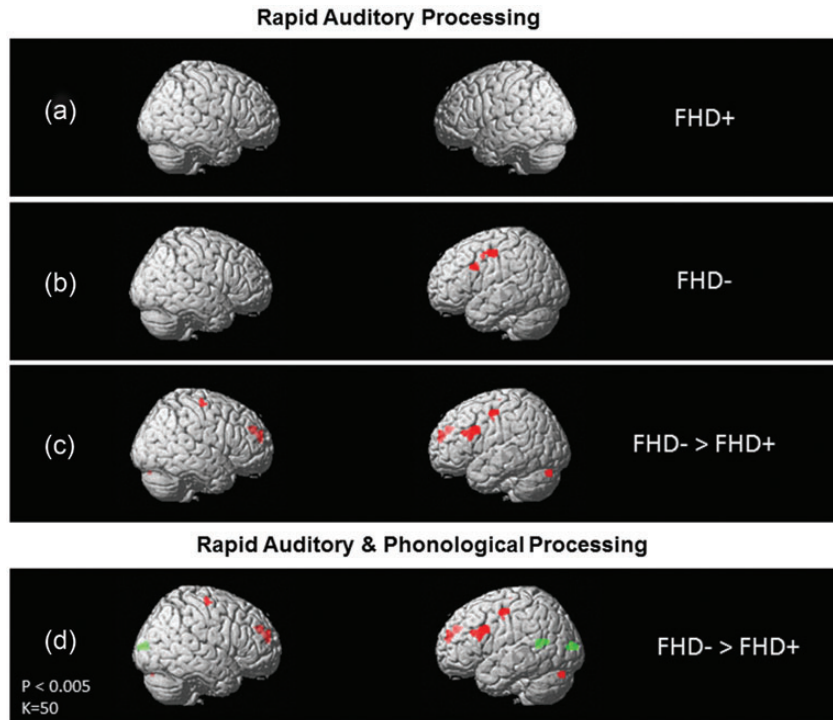 Rapid Auditory Processing
(a)
FHD+
(b)
FHD-
(c)
FHD- > FHD+
Rapid Auditory & Phonological Processing
(d)
FHD- > FHD+
P < 0.005
K=50